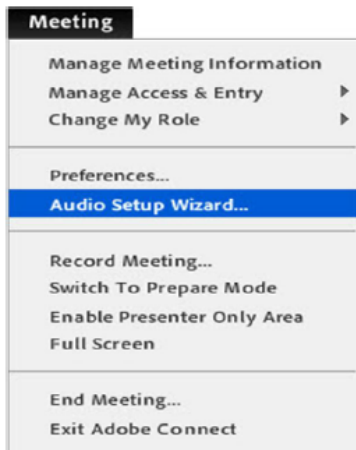 Meeting
Manage Meeting Information
Manage Access & Entry
Change My Role
Preferences...
Audio Setup Wizard...
Record Meeting...
Switch To Prepare Mode
Enable Presenter Only Area
Full Screen
End Meeting...
Exit Adobe Connect